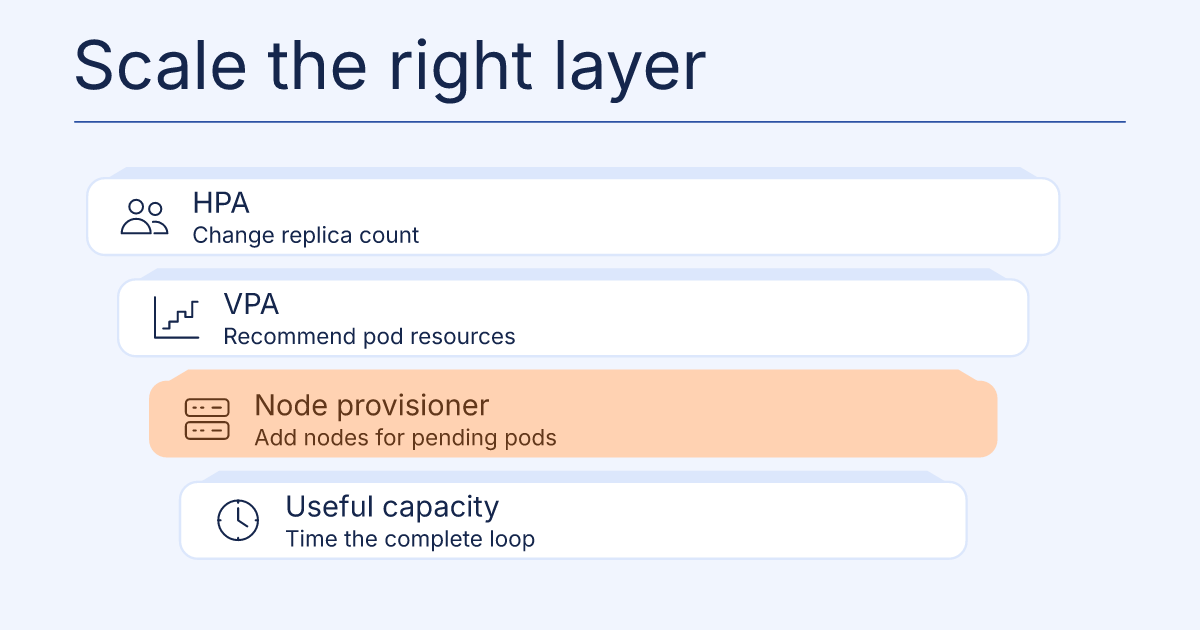 Scale the right layer
HPA
Change replica count
VPA
Recommend pod resources
Node provisioner
Add nodes for pending pods
Useful capacity
Time the complete loop